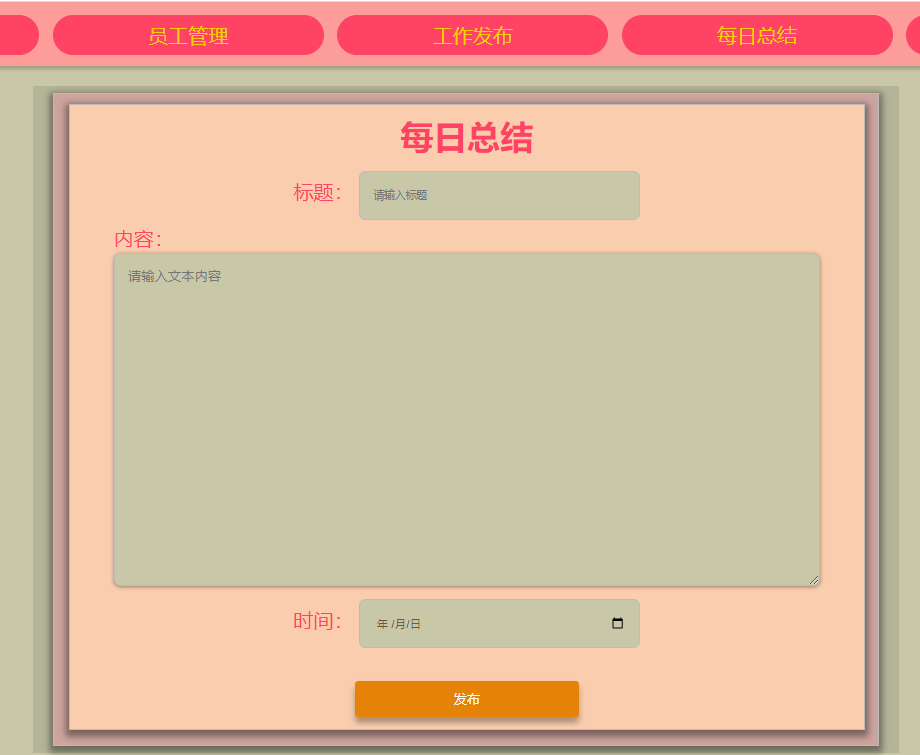 员工管理 工作发布 每日总结
每日总结
标题： 请输入标题
内容：
请输入文本内容
时间： 年 /月/日
发布